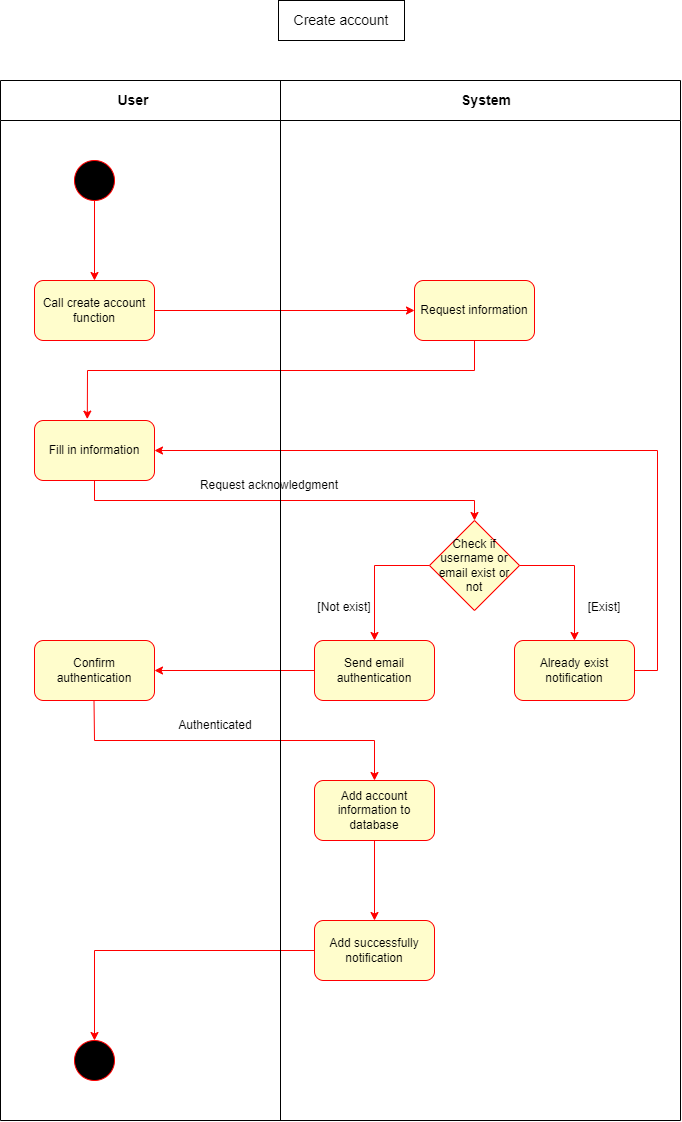 Create account
User
System
Call create account
function
Request information
Fill in information
Request acknowledgment
Check if
username or
email exist or
not
[Not exist]
[Exist]
Confirm
authentication
Send email
authentication
Already exist
notification
Authenticated
Add account
information to
database
Add successfully
notification